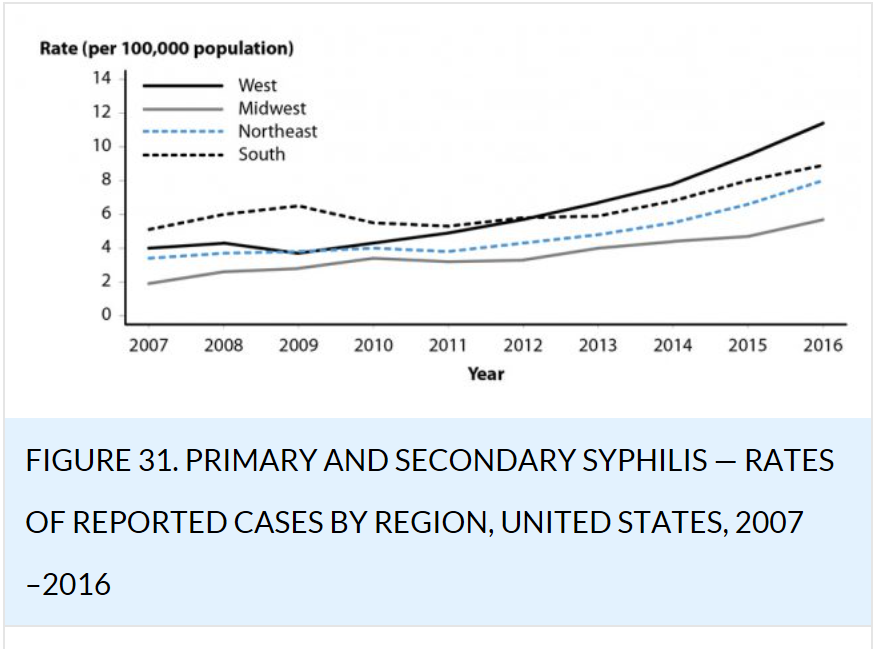 Rate (per 100,000 population)
14
West
12
Midwest
Northeast
10
South
8
6
4
2
0
2007 2008 2009 2010 2011 2012 2013 2014 2015 2016
Year
FIGURE 31. PRIMARY AND SECONDARY SYPHILIS — RATES
OF REPORTED CASES BY REGION, UNITED STATES, 2007
–2016